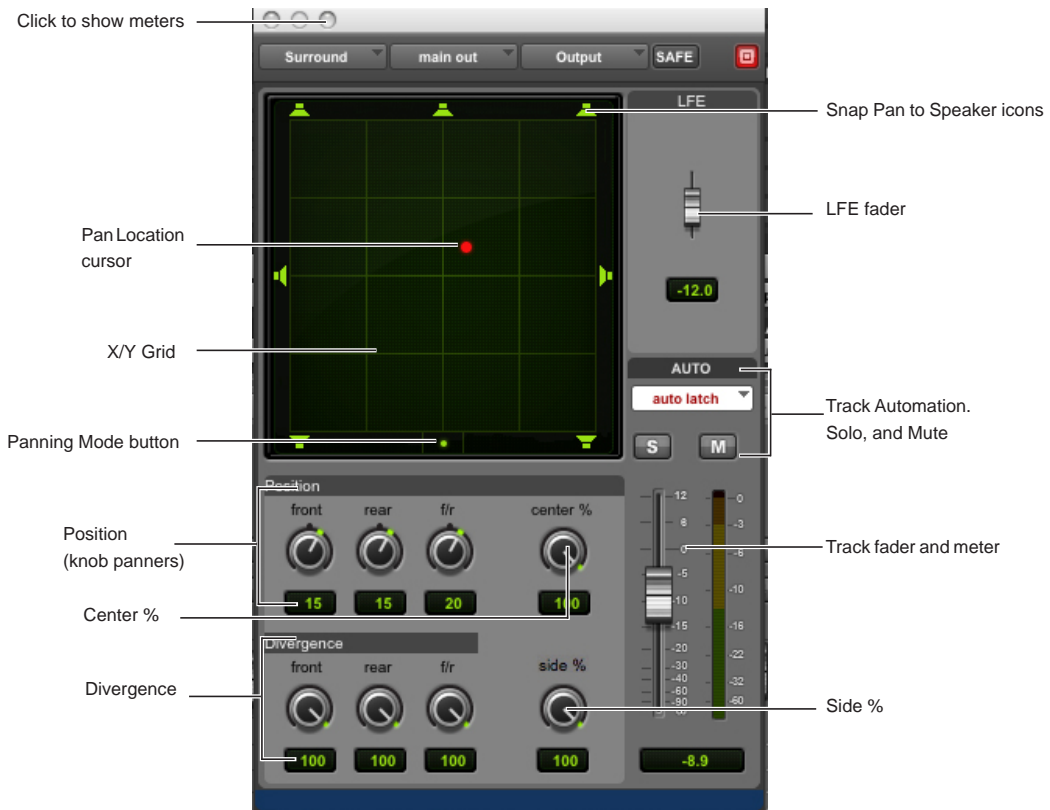 Click to show meters
Surround
main out
Output
SAFE
LFE
Snap Pan to Speaker icons
LFE fader
Pan Location
cursor
-12.0
X/Y Grid
AUTO
auto latch
Track Automation.
Solo, and Mute
Panning Mode button
S
M
Position
front
rear
f/r
center %
Position
(knob panners)
15
15
20
100
Center %
12
6
0
-5
-10
-15
-20
-30
-40
-60
-90
0
-3
-6
-10
-16
-22
-32
-60
Track fader and meter
Divergence
front
rear
f/r
side %
Divergence
Side %
100
100
100
100
-8.9